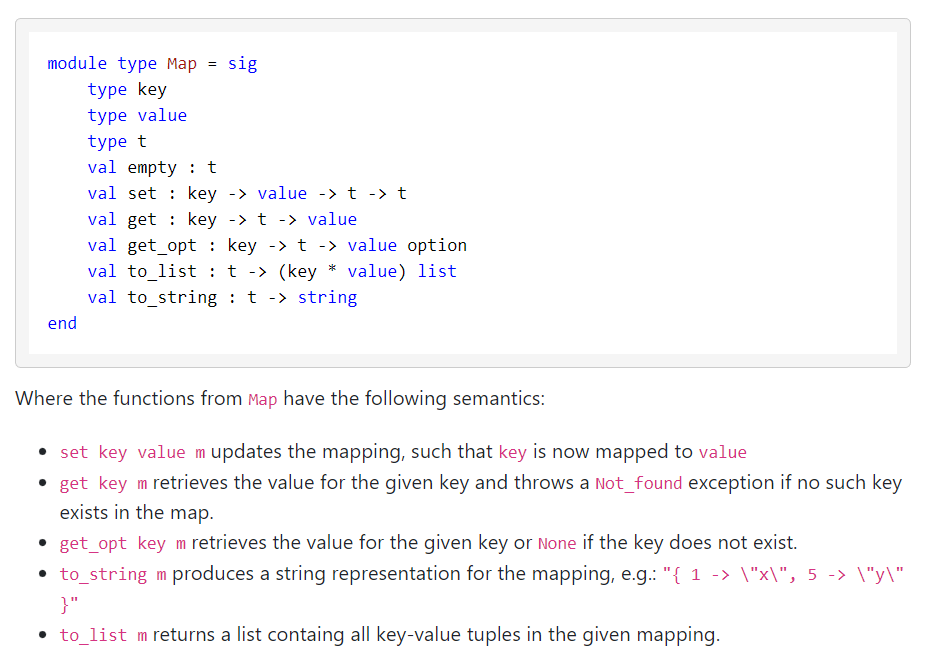 module type Map = sig
    type key
    type value
    type t
    val empty : t
    val set : key -> value -> t -> t
    val get : key -> t -> value
    val get_opt : key -> t -> value option
    val to_list : t -> (key * value) list
    val to_string : t -> string
end
Where the functions from Map have the following semantics:
• set key value m updates the mapping, such that key is now mapped to value
• get key m retrieves the value for the given key and throws a Not_found exception if no such key
exists in the map.
• get_opt key m retrieves the value for the given key or None if the key does not exist.
• to_string m produces a string representation for the mapping, e.g.: "{ 1 -> \"x\", 5 -> \"y\"
}"
• to_list m returns a list containg all key-value tuples in the given mapping.